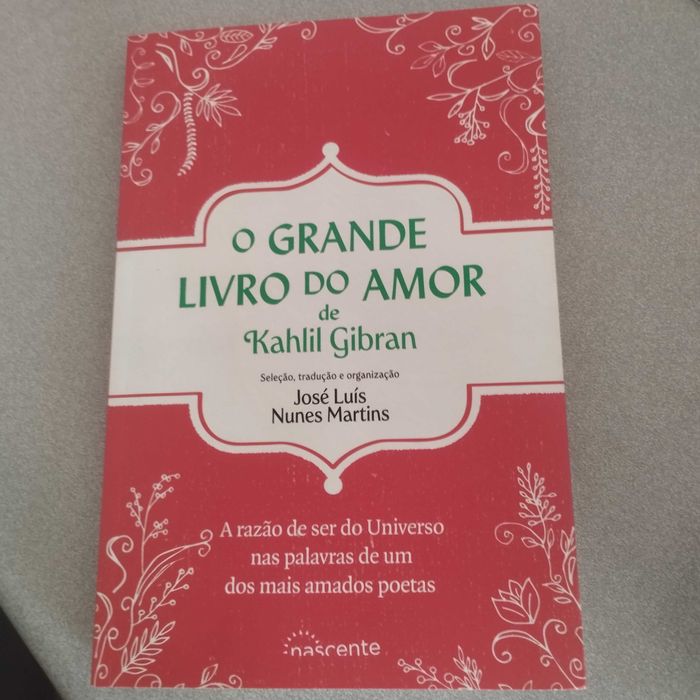 O GRANDE
LIVRO DO AMOR
de
Kahlil Gibran
Seleção, tradução e organização
José Luís
Nunes Martins
A razão de ser do Universo
nas palavras de um
dos mais amados poetas
nascente